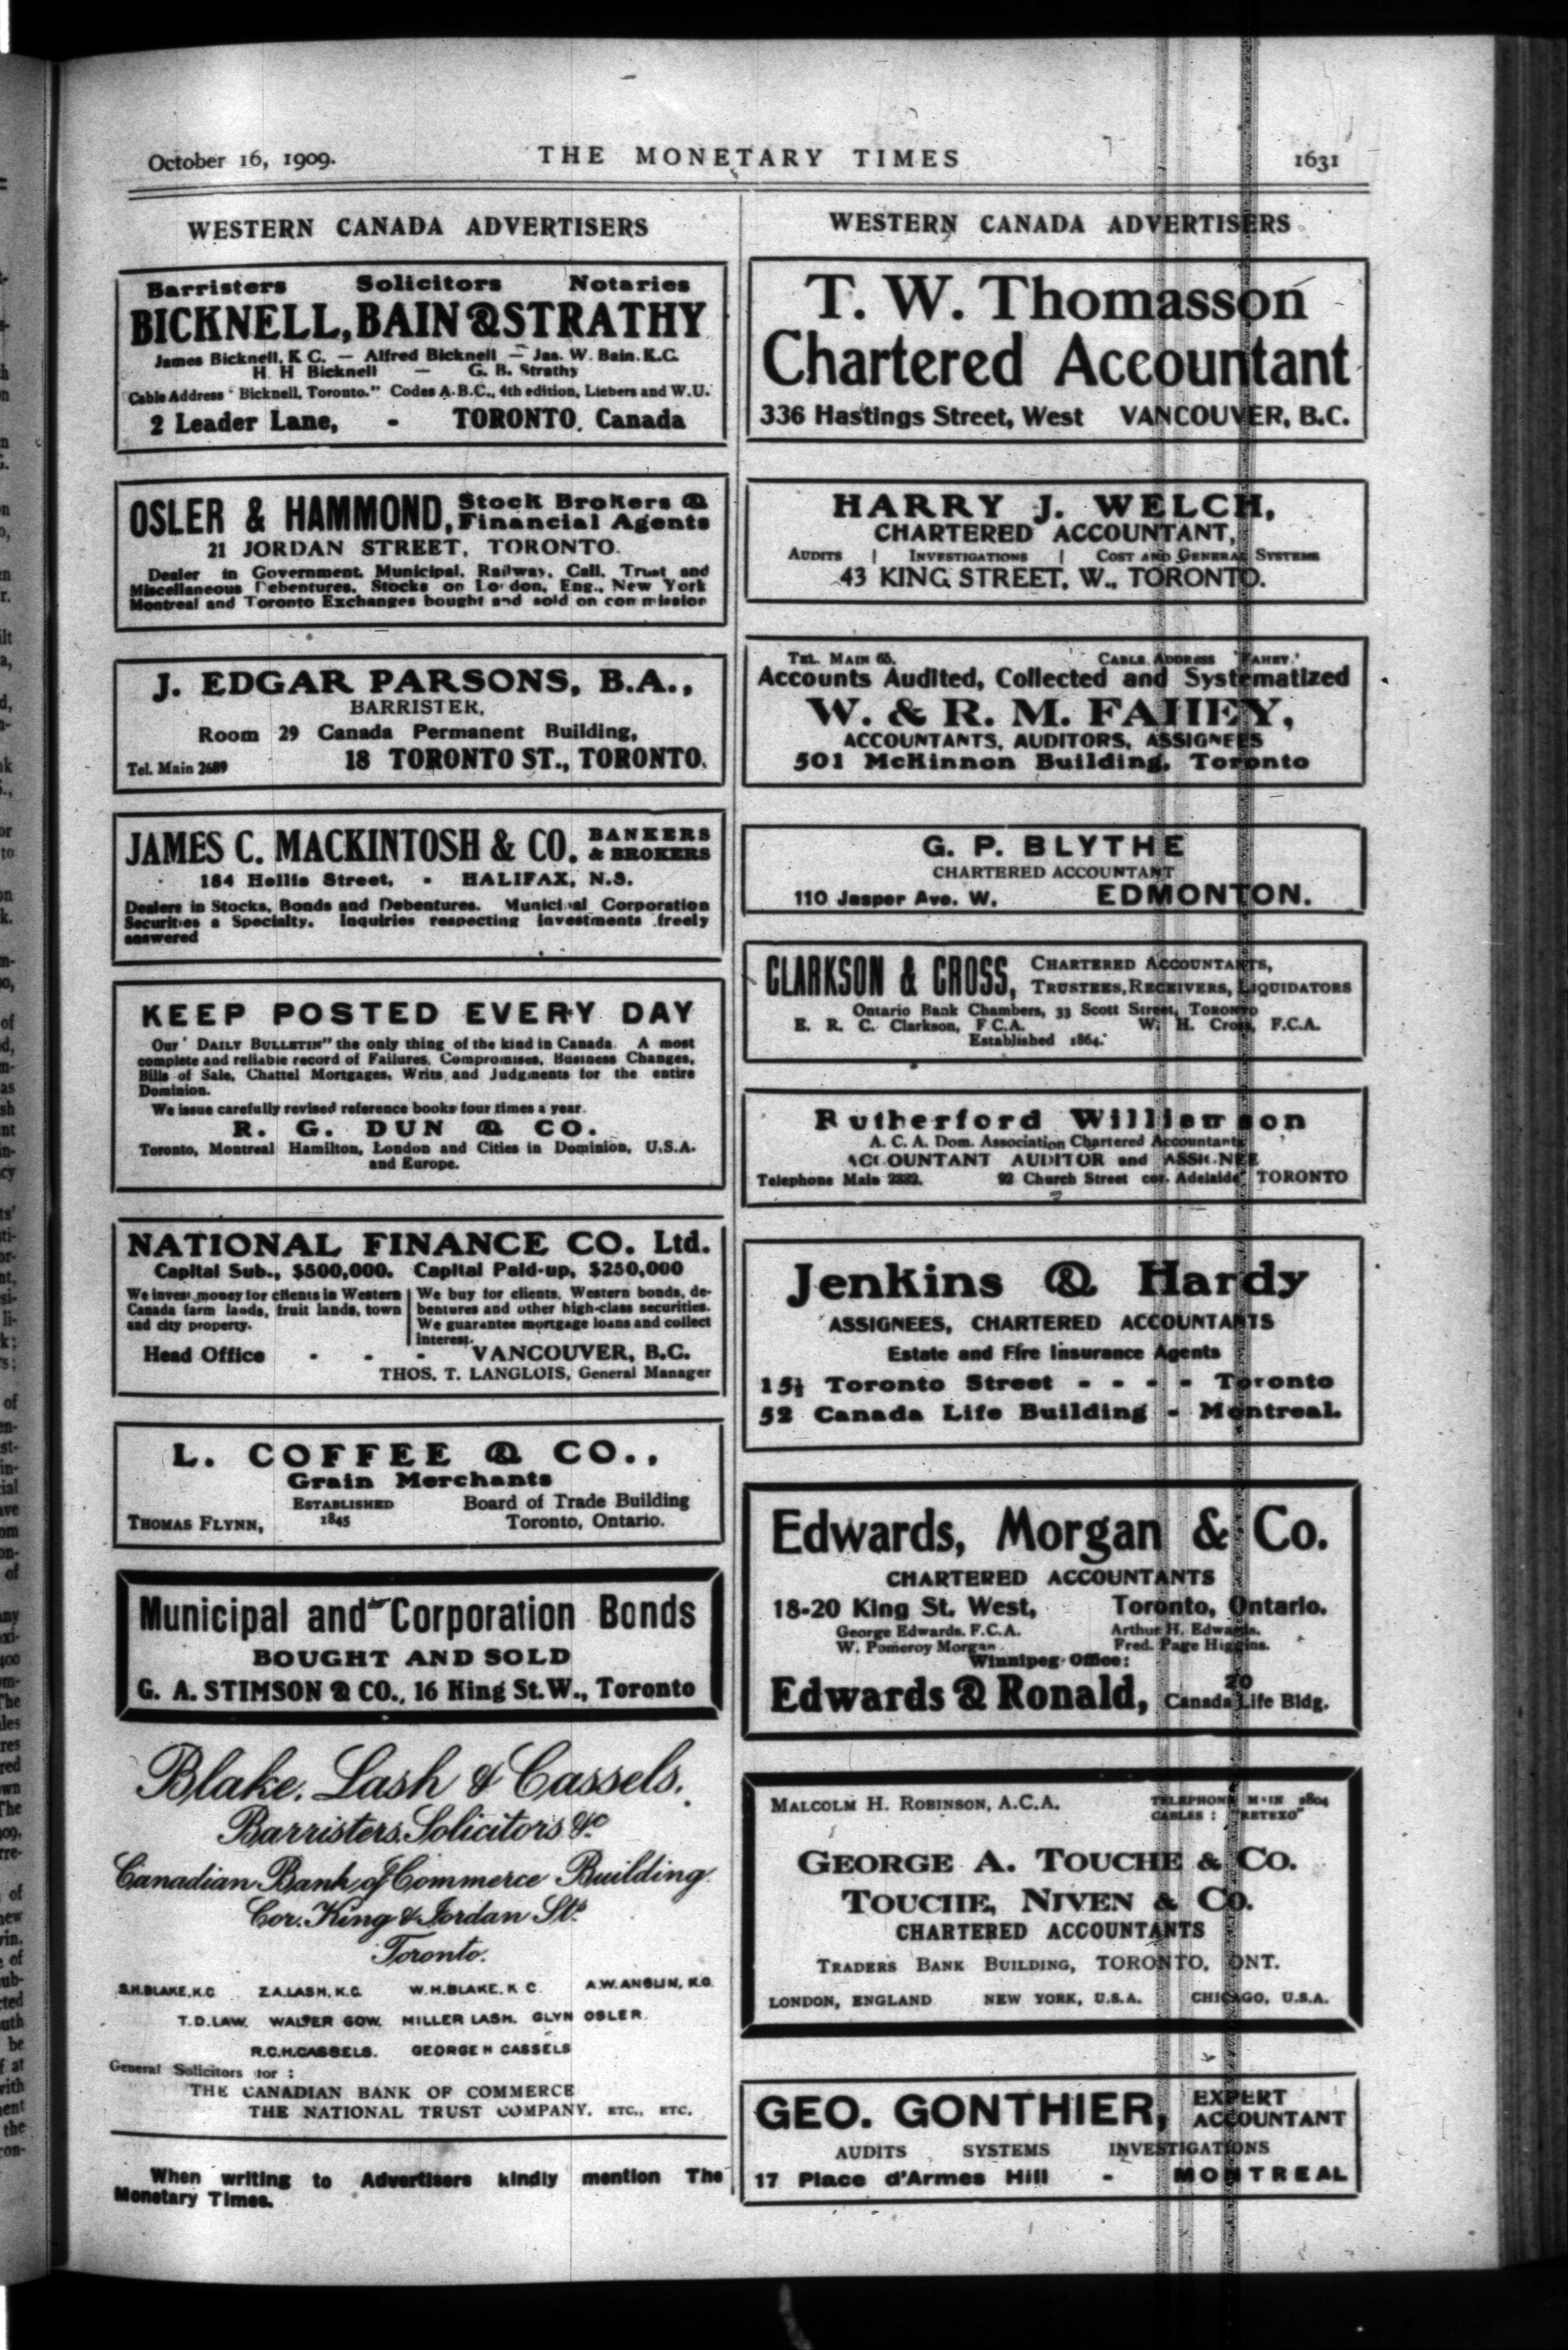 October 16, 1909.
THE MONETARY TIMES
1631
WESTERN CANADA ADVERTISERS
Barristers Solicitors Notaries
BICKNELL, BAIN & STRATHY
James Bicknell, K C. — Alfred Bicknell — Jas. W. Bain. K.C.
H. H Bicknell — G. B. Strathy
Cable Address "Bicknell, Toronto." Codes A.B.C., 4th edition, Liebers and W.U.
2 Leader Lane, - TORONTO. Canada
OSLER & HAMMOND, Stock Brokers &
Financial Agents
21 JORDAN STREET, TORONTO.
Dealer in Government, Municipal, Railway, Call, Trust and
Miscellaneous Debentures. Stocks on London, Eng., New York
Montreal and Toronto Exchanges bought and sold on commission
J. EDGAR PARSONS, B.A.,
BARRISTER,
Room 29 Canada Permanent Building,
Tel. Main 2689 18 TORONTO ST., TORONTO.
JAMES C. MACKINTOSH & CO. BANKERS
& BROKERS
184 Hollis Street, - HALIFAX, N.S.
Dealers in Stocks, Bonds and Debentures. Municipal Corporation
Securities a Specialty. Inquiries respecting investments freely
answered
KEEP POSTED EVERY DAY
Our "DAILY BULLETIN" the only thing of the kind in Canada. A most
complete and reliable record of Failures, Compromises, Business Changes,
Bills of Sale, Chattel Mortgages, Writs and Judgments for the entire
Dominion.
We issue carefully revised reference books four times a year.
R. G. DUN & CO.
Toronto, Montreal Hamilton, London and Cities in Dominion, U.S.A.
and Europe.
NATIONAL FINANCE CO. Ltd.
Capital Sub., $500,000. Capital Paid-up, $250,000
We invest money for clients in Western
Canada farm lands, fruit lands, town
and city property.
We buy for clients, Western bonds, de-
bentures and other high-class securities.
We guarantee mortgage loans and collect
interest.
Head Office - - - VANCOUVER, B.C.
THOS. T. LANGLOIS, General Manager
L. COFFEE & CO.,
Grain Merchants
THOMAS FLYNN,
ESTABLISHED
1845
Board of Trade Building
Toronto, Ontario.
Municipal and Corporation Bonds
BOUGHT AND SOLD
G. A. STIMSON & CO., 16 King St. W., Toronto
Blake, Lash & Cassels.
Barristers, Solicitors &c
Canadian Bank of Commerce Building.
Cor. King & Jordan Sts.
Toronto.
S.H. BLAKE, K.C Z.A. LASH, K.C. W.H. BLAKE, K C. A.W. ANGLIN, K.C.
T.D. LAW. WALTER GOW. MILLER LASH. GLYN OSLER.
R.C.H. CASSELS. GEORGE H CASSELS
General Solicitors for :
THE CANADIAN BANK OF COMMERCE
THE NATIONAL TRUST COMPANY. ETC., ETC.
When writing to Advertisers kindly mention The
Monetary Times.
WESTERN CANADA ADVERTISERS
T. W. Thomasson
Chartered Accountant
336 Hastings Street, West VANCOUVER, B.C.
HARRY J. WELCH,
CHARTERED ACCOUNTANT,
AUDITS | INVESTIGATIONS | COST AND GENERAL SYSTEMS
43 KING STREET. W., TORONTO.
TEL. MAIN 65. CABLE ADDRESS "FAHEY."
Accounts Audited, Collected and Systematized
W. & R. M. FAHEY,
ACCOUNTANTS, AUDITORS, ASSIGNEES
501 McKinnon Building, Toronto
G. P. BLYTHE
CHARTERED ACCOUNTANT
110 Jasper Ave. W. EDMONTON.
CLARKSON & CROSS, CHARTERED ACCOUNTANTS,
TRUSTEES, RECEIVERS, LIQUIDATORS
Ontario Bank Chambers, 33 Scott Street, TORONTO
E. R. C. Clarkson, F.C.A. W. H. Cross, F.C.A.
Established 1864.
Rutherford Williamson
A. C. A. Dom. Association Chartered Accountants
ACCOUNTANT AUDITOR and ASSIGNEE
Telephone Main 2332. 92 Church Street cor. Adelaide TORONTO
Jenkins & Hardy
ASSIGNEES, CHARTERED ACCOUNTANTS
Estate and Fire Insurance Agents
15½ Toronto Street - - - - Toronto
52 Canada Life Building - Montreal.
Edwards, Morgan & Co.
CHARTERED ACCOUNTANTS
18-20 King St. West, Toronto, Ontario.
George Edwards. F.C.A. Arthur H. Edwards.
W. Pomeroy Morgan. Fred. Page Higgins.
Winnipeg Office:
Edwards & Ronald, 20
Canada Life Bldg.
MALCOLM H. ROBINSON, A.C.A. TELEPHONE MAIN 1804
CABLES : "RETEXO"
GEORGE A. TOUCHE & CO.
TOUCHE, NIVEN & CO.
CHARTERED ACCOUNTANTS
TRADERS BANK BUILDING, TORONTO, ONT.
LONDON, ENGLAND NEW YORK, U.S.A. CHICAGO, U.S.A.
GEO. GONTHIER, EXPERT
ACCOUNTANT
AUDITS SYSTEMS INVESTIGATIONS
17 Place d'Armes Hill - MONTREAL